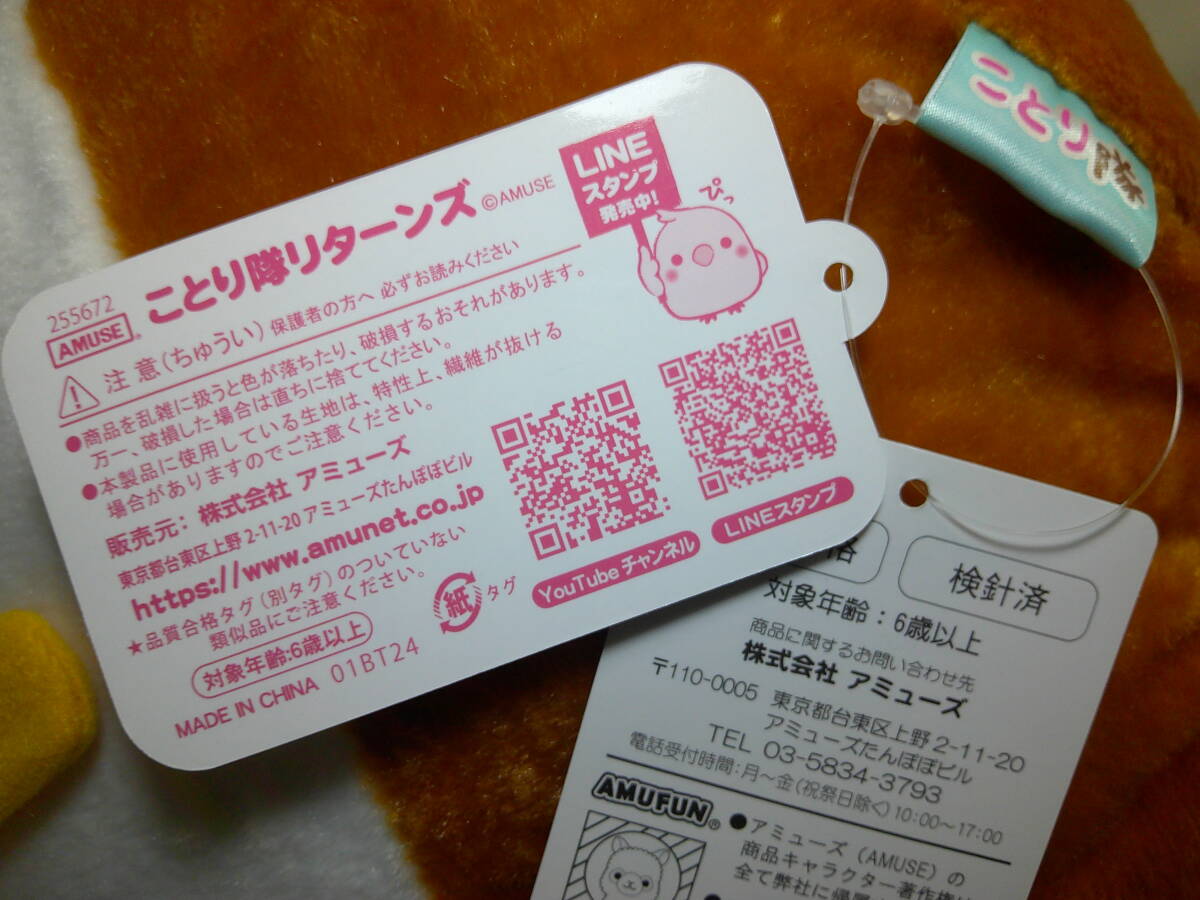 255672
AMUSE®
ことり隊リターンズ ©AMUSE
LINE
スタンプ
発売中!
ぴっ
注意(ちゅうい) 保護者の方へ 必ずお読みください
●商品を乱雑に扱うと色が落ちたり、破損するおそれがあります。
万一、破損した場合は直ちに捨ててください。
●本製品に使用している生地は、特性上、繊維が抜ける
場合がありますのでご注意ください。
販売元: 株式会社 アミューズ
東京都台東区上野2-11-20 アミューズたんぽぽビル
https://www.amunet.co.jp
★品質合格タグ(別タグ)のついていない
類似品にご注意ください。
紙 タグ
対象年齢:6歳以上
MADE IN CHINA 01BT24
YouTubeチャンネル
LINEスタンプ
ことり隊
検針済
対象年齢:6歳以上
商品に関するお問い合わせ先
株式会社 アミューズ
〒110-0005 東京都台東区上野2-11-20
アミューズたんぽぽビル
TEL 03-5834-3793
電話受付時間:月~金(祝祭日除く)10:00~17:00
AMUFUN®
●アミューズ (AMUSE)の
商品キャラクター著作権は
全て弊社に帰属